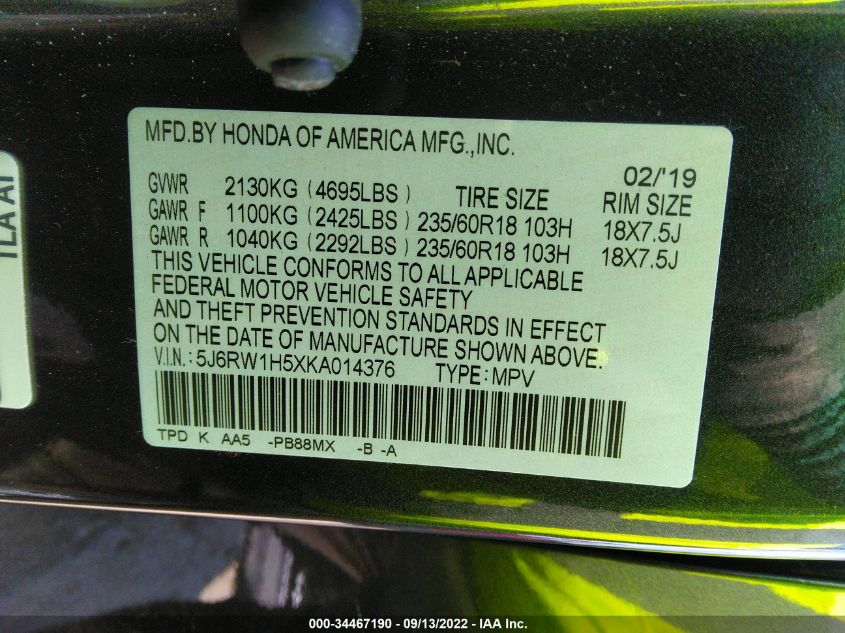 MFD.BY HONDA OF AMERICA MFG.,INC.
02/'19
GVWR 2130KG (4695LBS) TIRE SIZE RIM SIZE
GAWR F 1100KG (2425LBS) 235/60R18 103H 18X7.5J
GAWR R 1040KG (2292LBS) 235/60R18 103H 18X7.5J
THIS VEHICLE CONFORMS TO ALL APPLICABLE
FEDERAL MOTOR VEHICLE SAFETY
AND THEFT PREVENTION STANDARDS IN EFFECT
ON THE DATE OF MANUFACTURE SHOWN ABOVE.
V.I.N.: 5J6RW1H5XKA014376 TYPE: MPV
TPD K AA5 -PB88MX -B -A
000-34467190 - 09/13/2022 - IAA Inc.